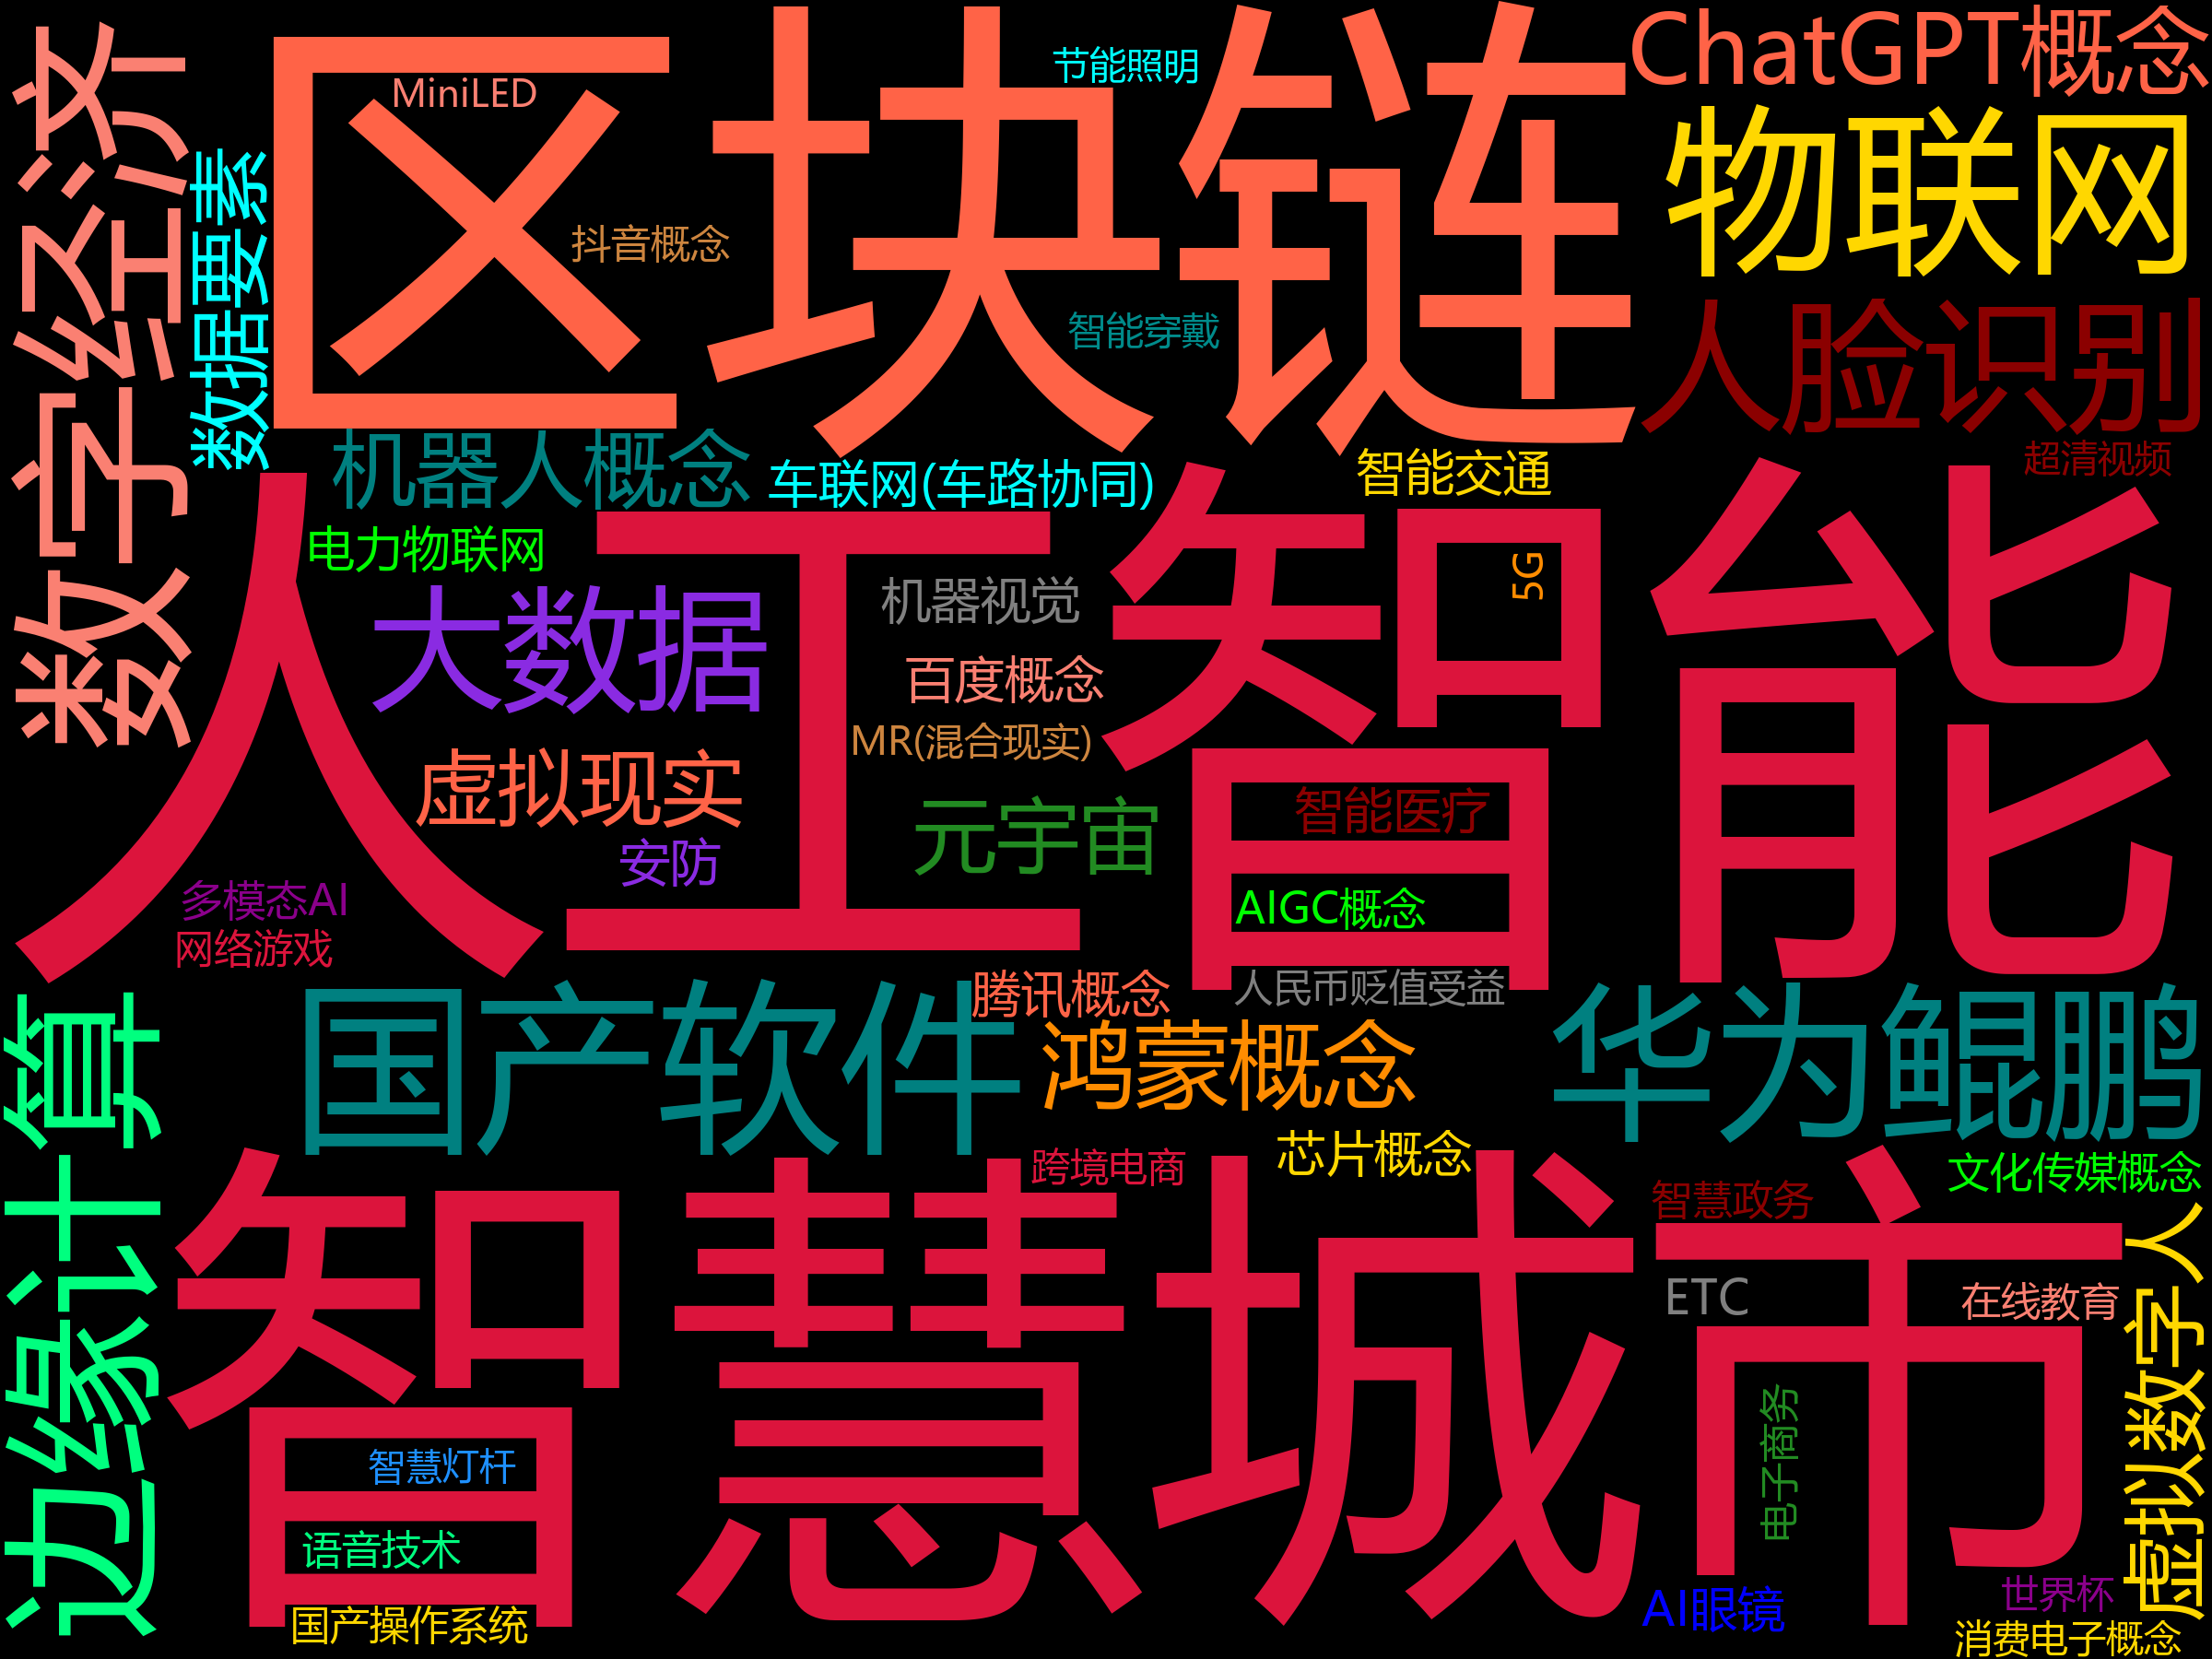 数字经济
数据要素
区块链
MiniLED
抖音概念
节能照明
智能穿戴
ChatGPT概念
物联网
人脸识别
超清视频
机器人概念
车联网(车路协同)
智能交通
电力物联网
人工智能
大数据
机器视觉
5G
百度概念
MR(混合现实)
虚拟现实
元宇宙
智能医疗
安防
多模态AI
AIGC概念
网络游戏
腾讯概念
人民币贬值受益
边缘计算
国产软件
鸿蒙概念
华为鲲鹏
芯片概念
跨境电商
智慧政务
文化传媒概念
智慧城市
ETC
在线教育
虚拟数字人
电子商务
智慧灯杆
语音技术
国产操作系统
AI眼镜
世界杯
消费电子概念